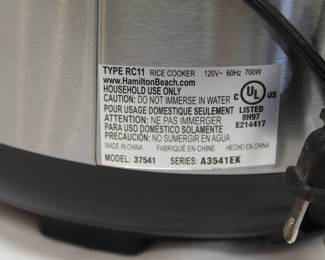 TYPE RC11 RICE COOKER 120V~ 60Hz 700W
www.HamiltonBeach.com
HOUSEHOLD USE ONLY
CAUTION: DO NOT IMMERSE IN WATER
POUR USAGE DOMESTIQUE SEULEMENT
ATTENTION: NE PAS IMMERGER
PARA USO DOMÉSTICO SOLAMENTE
PRECAUCIÓN: NO SUMERGIR EN AGUA
C UL US
LISTED
8H97
E214417
MADE IN CHINA FABRIQUÉ EN CHINE HECHO EN CHINA
MODEL: 37541 SERIES: A3541EK